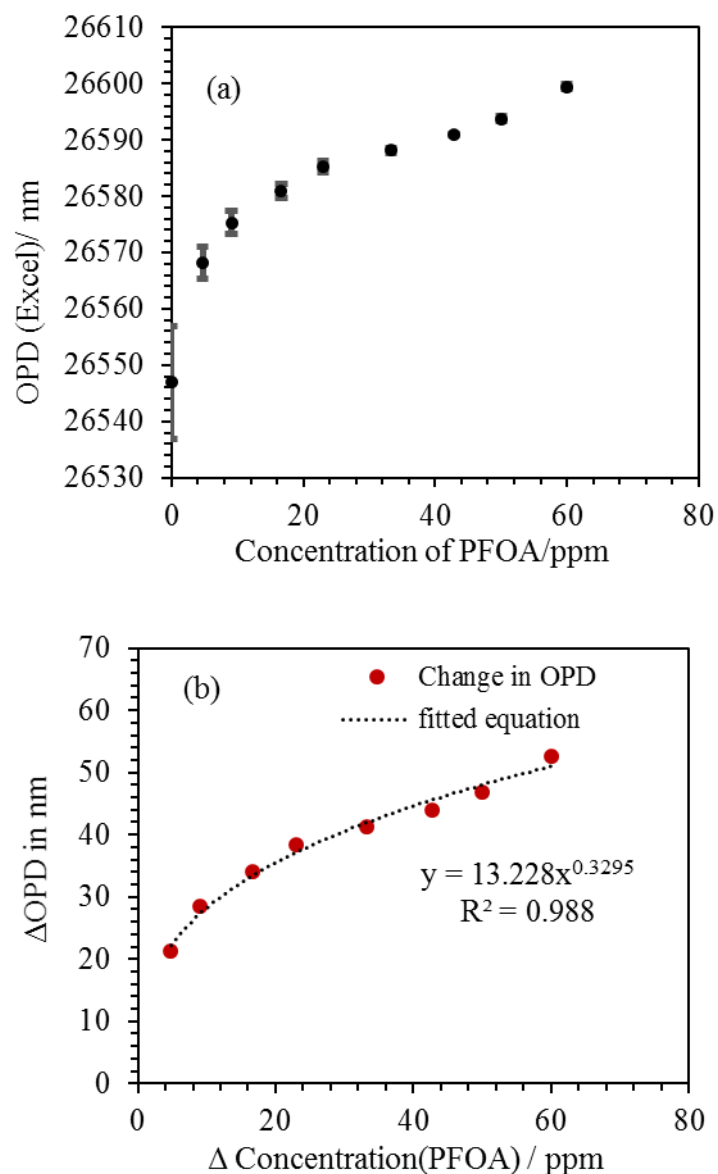 26610
26600
26590
26580
26570
26560
26550
26540
26530
OPD (Excel)/ nm
(a)
0 20 40 60 80
Concentration of PFOA/ppm
70
60
50
40
30
20
10
0
ΔOPD in nm
(b)
Change in OPD
fitted equation
y = 13.228x^0.3295
R² = 0.988
0 20 40 60 80
Δ Concentration(PFOA) / ppm